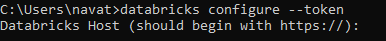 C:\Users\navat>databricks configure --token
Databricks Host (should begin with https://):